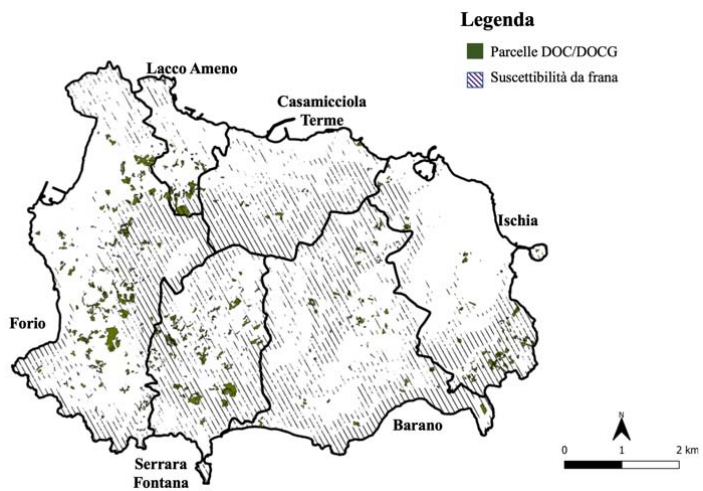 Legenda
Parcelle DOC/DOCG
Suscettibilità da frana
Lacco Ameno
Casamicciola
Terme
Ischia
Forio
Barano
Serrara
Fontana
N
0 1 2 km